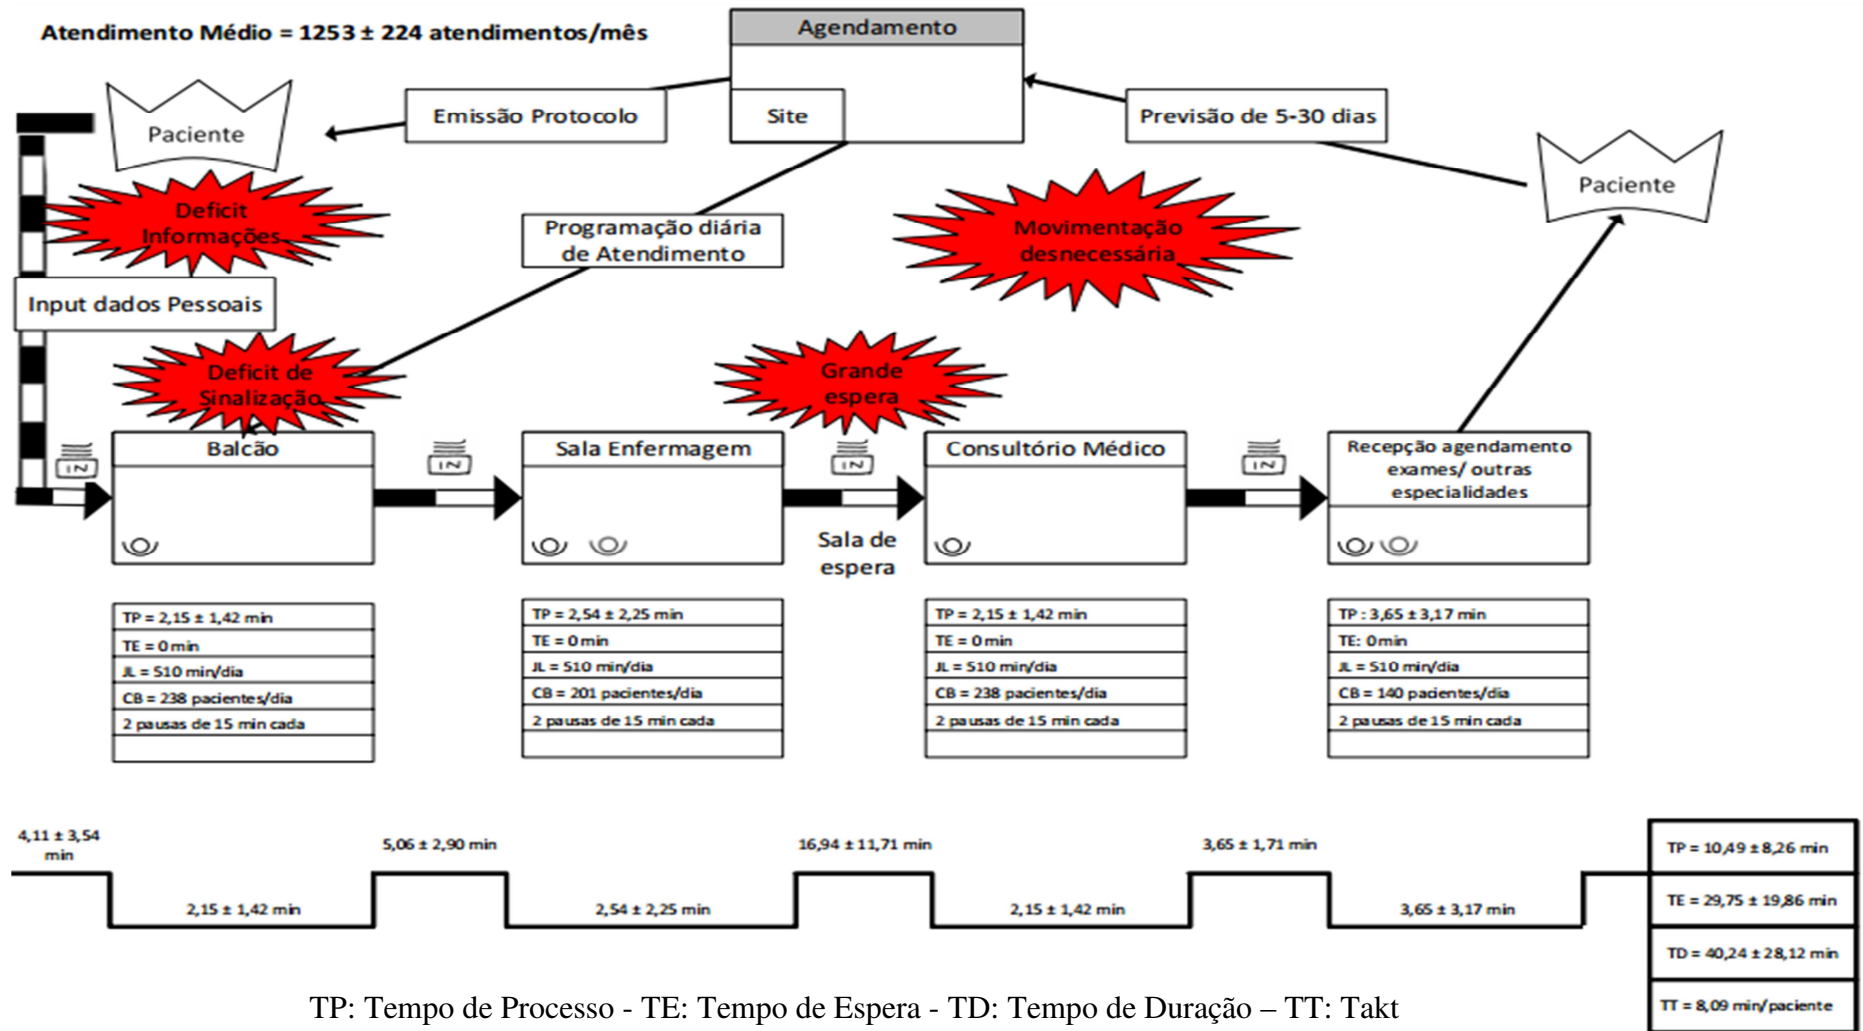 Atendimento Médio = 1253 ± 224 atendimentos/mês
Agendamento
Site
Emissão Protocolo
Previsão de 5-30 dias
Paciente
Paciente
Deficit
Informações
Programação diária
de Atendimento
Movimentação
desnecessária
Input dados Pessoais
Deficit de
Sinalização
Grande
espera
IN
IN
IN
IN
Balcão
Sala Enfermagem
Consultório Médico
Recepção agendamento
exames/ outras
especialidades
Sala de
espera
TP = 2,15 ± 1,42 min
TE = 0 min
JL = 510 min/dia
CB = 238 pacientes/dia
2 pausas de 15 min cada
TP = 2,54 ± 2,25 min
TE = 0 min
JL = 510 min/dia
CB = 201 pacientes/dia
2 pausas de 15 min cada
TP = 2,15 ± 1,42 min
TE = 0 min
JL = 510 min/dia
CB = 238 pacientes/dia
2 pausas de 15 min cada
TP : 3,65 ± 3,17 min
TE: 0 min
JL = 510 min/dia
CB = 140 pacientes/dia
2 pausas de 15 min cada
4,11 ± 3,54
min
2,15 ± 1,42 min
5,06 ± 2,90 min
2,54 ± 2,25 min
16,94 ± 11,71 min
2,15 ± 1,42 min
3,65 ± 1,71 min
3,65 ± 3,17 min
TP = 10,49 ± 8,26 min
TE = 29,75 ± 19,86 min
TD = 40,24 ± 28,12 min
TT = 8,09 min/paciente
TP: Tempo de Processo - TE: Tempo de Espera - TD: Tempo de Duração – TT: Takt